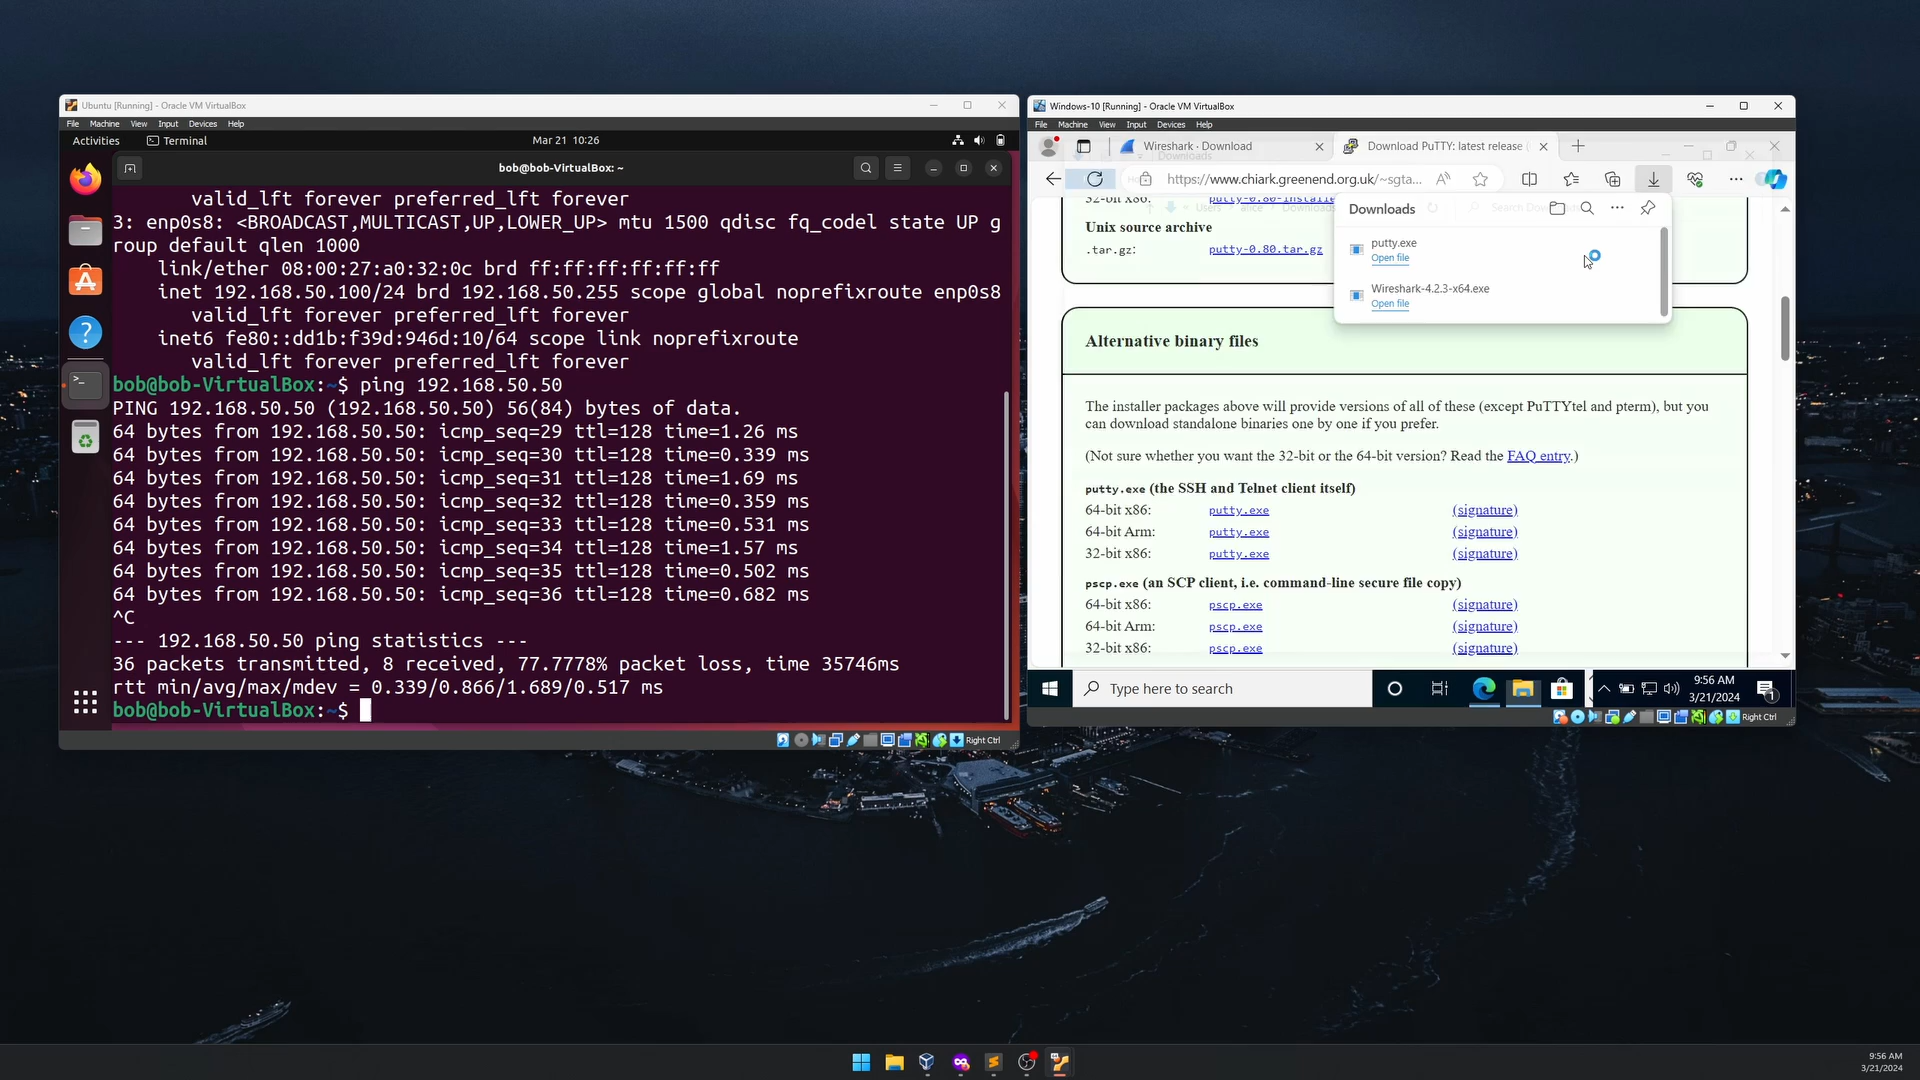 Ubuntu [Running] - Oracle VM VirtualBox
File Machine View Input Devices Help
Activities Terminal Mar 21 10:26
bob@bob-VirtualBox: ~
valid_lft forever preferred_lft forever
3: enp0s8: <BROADCAST,MULTICAST,UP,LOWER_UP> mtu 1500 qdisc fq_codel state UP g
roup default qlen 1000
link/ether 08:00:27:a0:32:0c brd ff:ff:ff:ff:ff:ff
inet 192.168.50.100/24 brd 192.168.50.255 scope global noprefixroute enp0s8
valid_lft forever preferred_lft forever
inet6 fe80::dd1b:f39d:946d:10/64 scope link noprefixroute
valid_lft forever preferred_lft forever
bob@bob-VirtualBox:~$ ping 192.168.50.50
PING 192.168.50.50 (192.168.50.50) 56(84) bytes of data.
64 bytes from 192.168.50.50: icmp_seq=29 ttl=128 time=1.26 ms
64 bytes from 192.168.50.50: icmp_seq=30 ttl=128 time=0.339 ms
64 bytes from 192.168.50.50: icmp_seq=31 ttl=128 time=1.69 ms
64 bytes from 192.168.50.50: icmp_seq=32 ttl=128 time=0.359 ms
64 bytes from 192.168.50.50: icmp_seq=33 ttl=128 time=0.531 ms
64 bytes from 192.168.50.50: icmp_seq=34 ttl=128 time=1.57 ms
64 bytes from 192.168.50.50: icmp_seq=35 ttl=128 time=0.502 ms
64 bytes from 192.168.50.50: icmp_seq=36 ttl=128 time=0.682 ms
^C
--- 192.168.50.50 ping statistics ---
36 packets transmitted, 8 received, 77.7778% packet loss, time 35746ms
rtt min/avg/max/mdev = 0.339/0.866/1.689/0.517 ms
bob@bob-VirtualBox:~$
Right Ctrl
Windows-10 [Running] - Oracle VM VirtualBox
File Machine View Input Devices Help
Wireshark · Download
Download PuTTY: latest release (
https://www.chiark.greenend.org.uk/~sgta...
32-bit x86: putty-0.80-installe
Unix source archive
.tar.gz: putty-0.80.tar.gz
Downloads
putty.exe
Open file
Wireshark-4.2.3-x64.exe
Open file
Alternative binary files
The installer packages above will provide versions of all of these (except PuTTYtel and pterm), but you
can download standalone binaries one by one if you prefer.
(Not sure whether you want the 32-bit or the 64-bit version? Read the FAQ entry.)
putty.exe (the SSH and Telnet client itself)
64-bit x86: putty.exe (signature)
64-bit Arm: putty.exe (signature)
32-bit x86: putty.exe (signature)
pscp.exe (an SCP client, i.e. command-line secure file copy)
64-bit x86: pscp.exe (signature)
64-bit Arm: pscp.exe (signature)
32-bit x86: pscp.exe (signature)
Type here to search
9:56 AM
3/21/2024
1
Right Ctrl
9:56 AM
3/21/2024